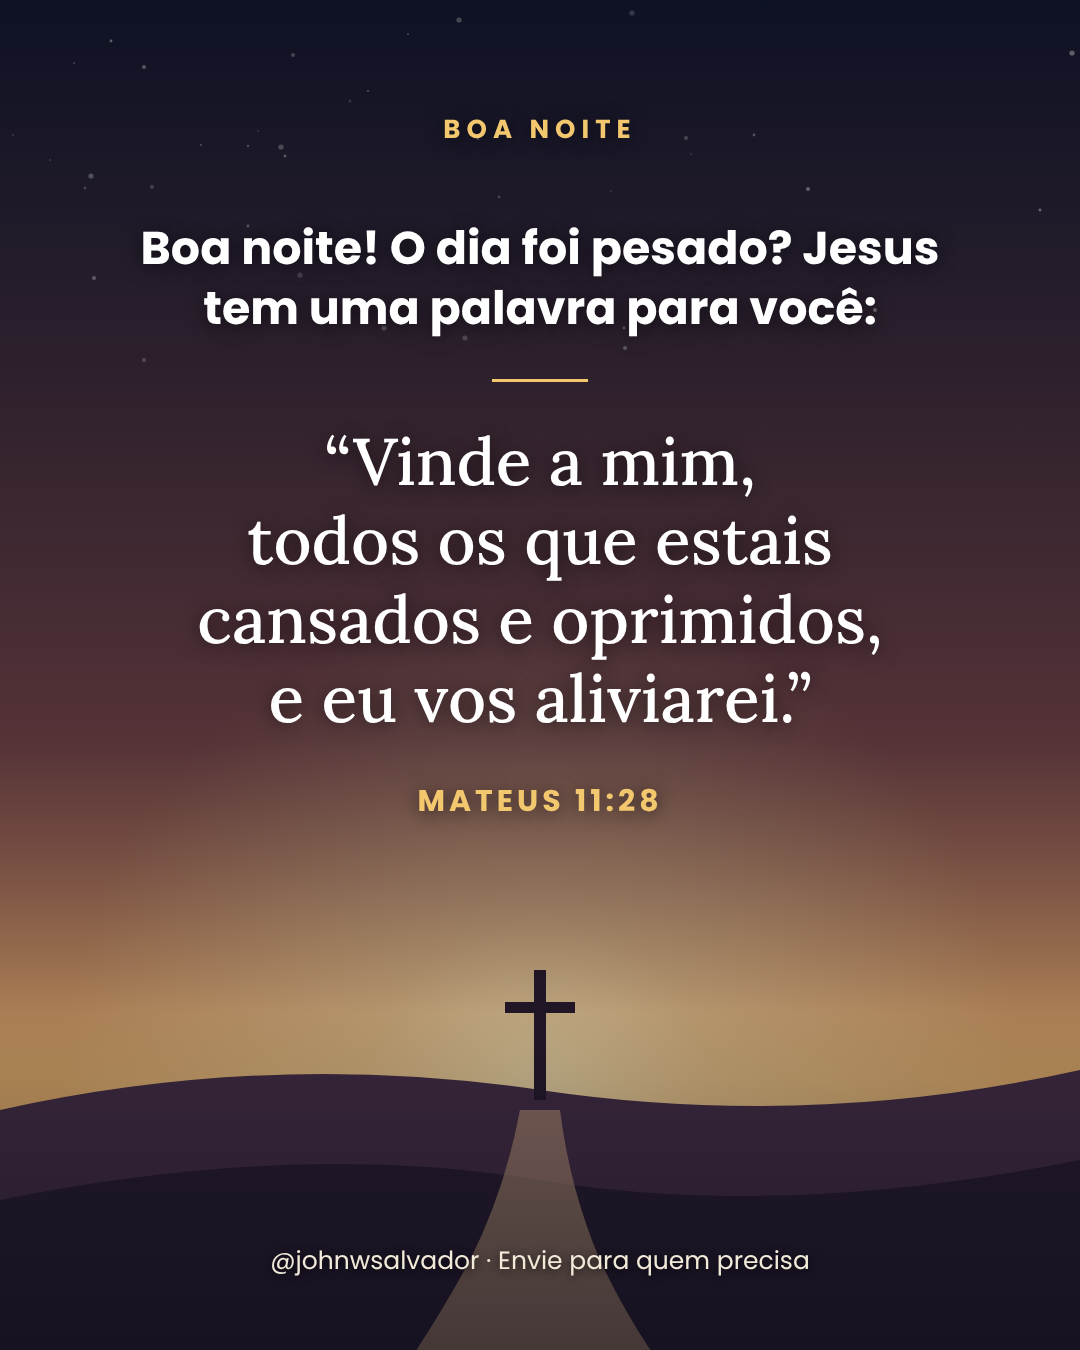 BOA NOITE
Boa noite! O dia foi pesado? Jesus
tem uma palavra para você:
“Vinde a mim,
todos os que estais
cansados e oprimidos,
e eu vos aliviarei.”
MATEUS 11:28
@johnwsalvador · Envie para quem precisa